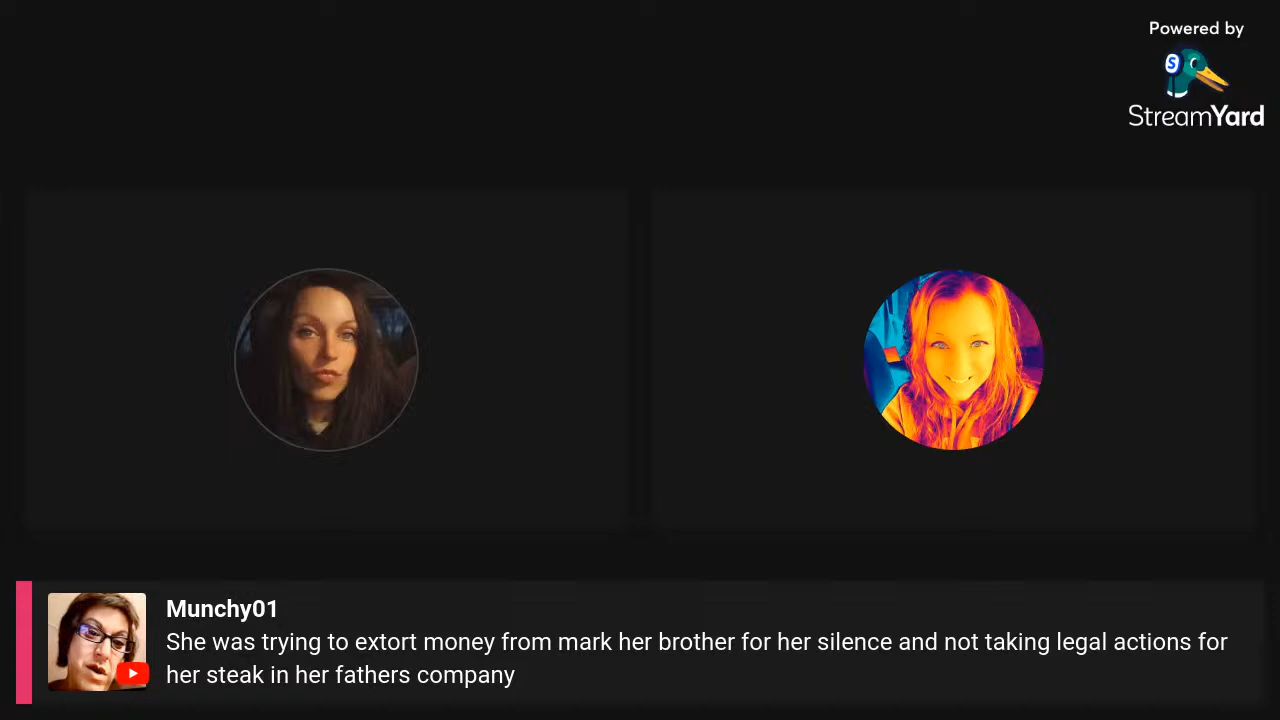 Powered by
StreamYard
Munchy01
She was trying to extort money from mark her brother for her silence and not taking legal actions for
her steak in her fathers company